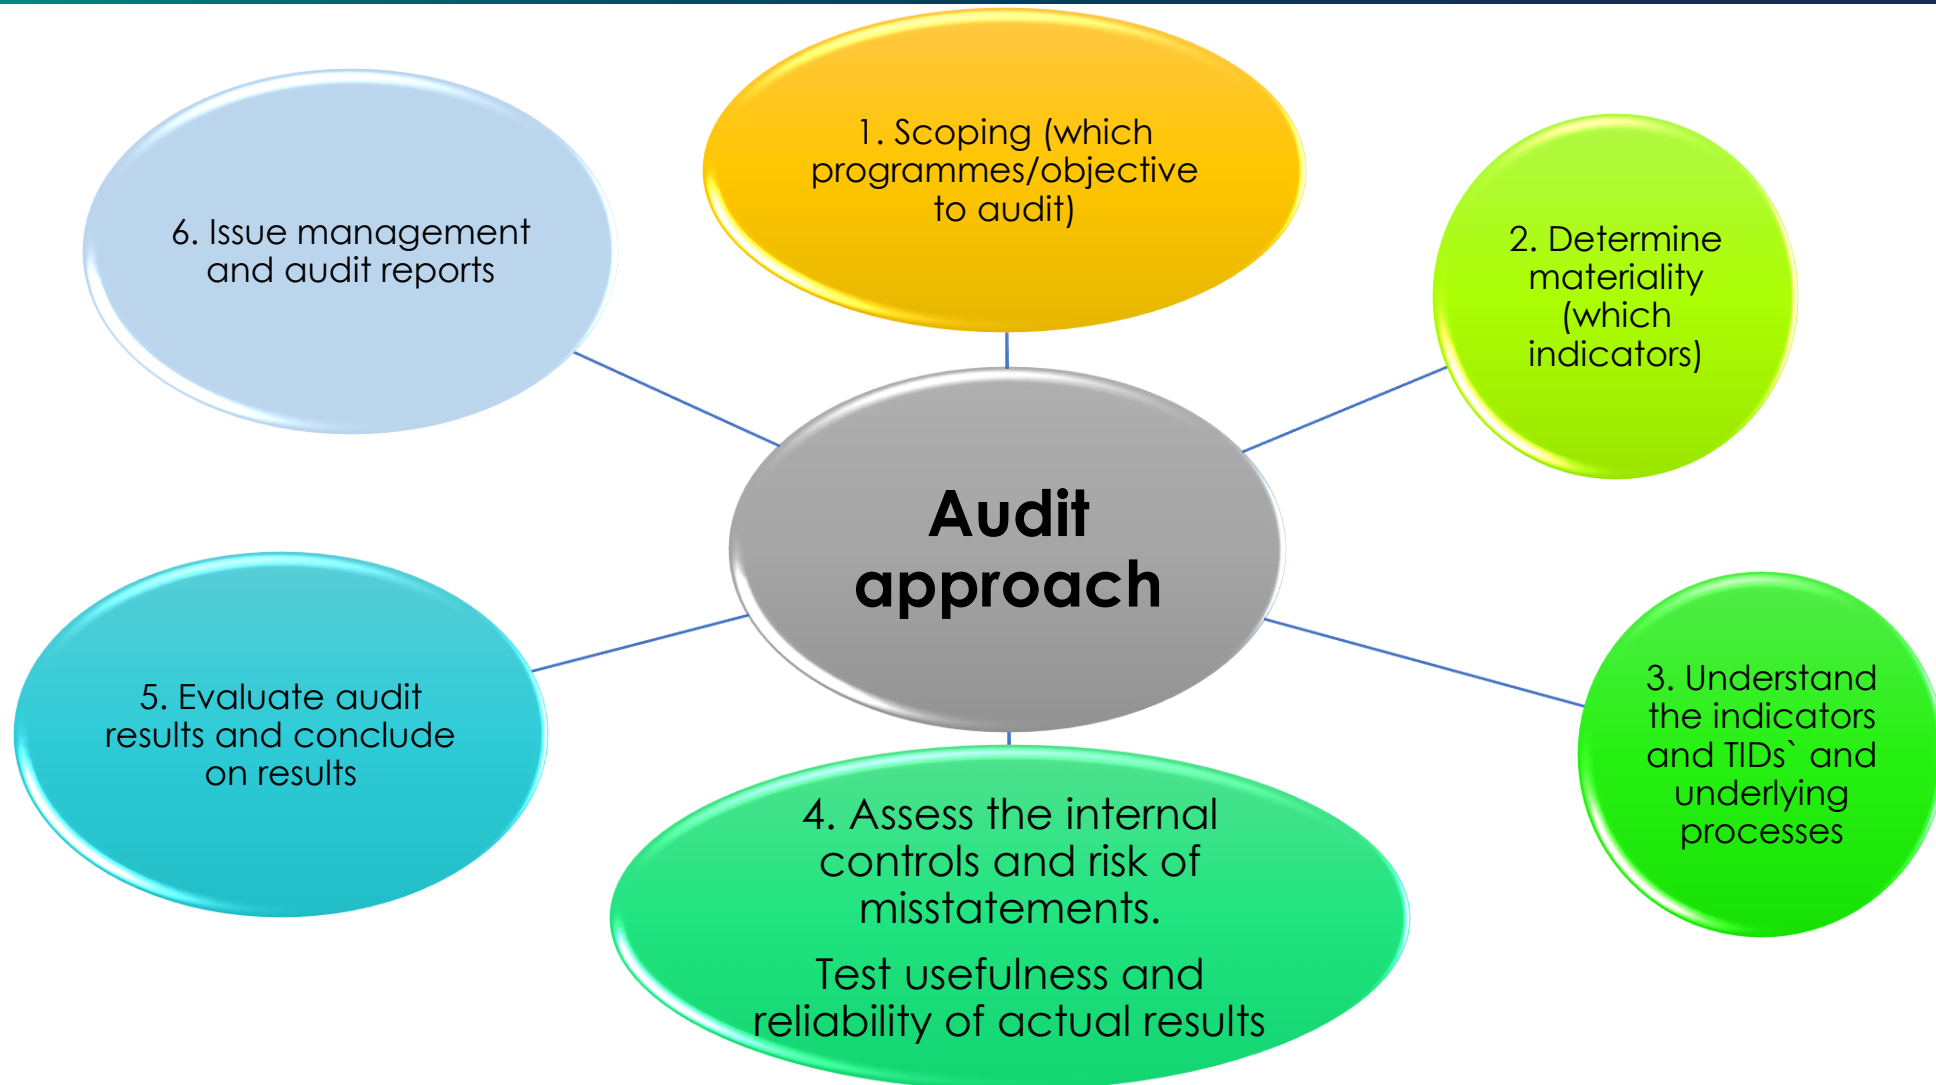 1. Scoping (which
programmes/objective
to audit)
2. Determine
materiality
(which
indicators)
3. Understand
the indicators
and TIDs` and
underlying
processes
4. Assess the internal
controls and risk of
misstatements.
Test usefulness and
reliability of actual results
5. Evaluate audit
results and conclude
on results
6. Issue management
and audit reports
Audit
approach